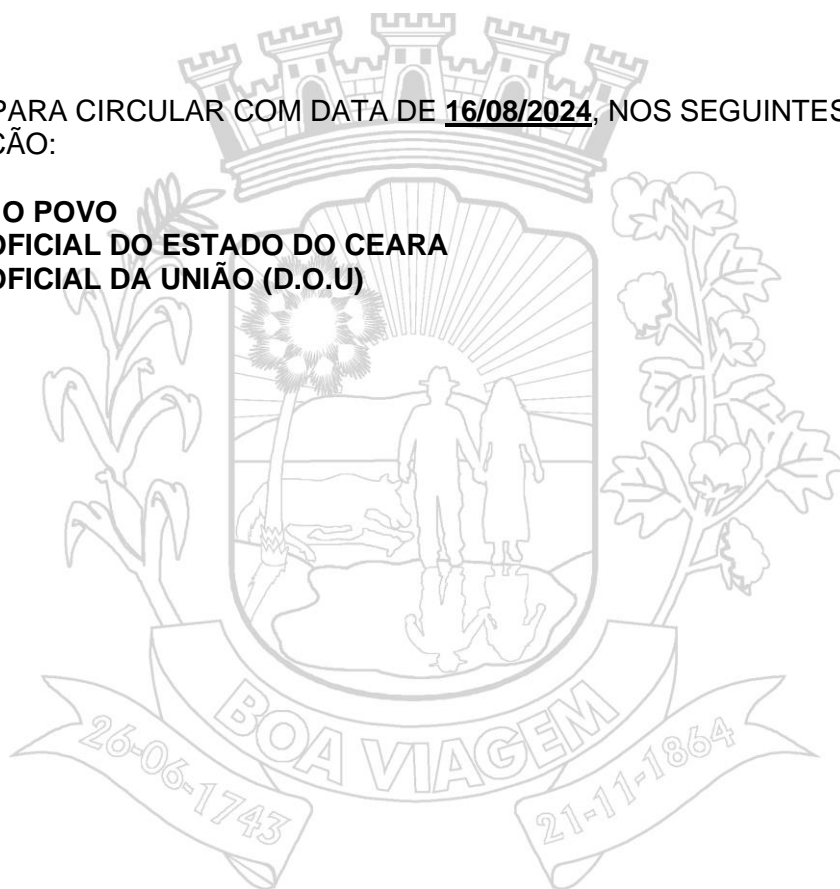 PARA CIRCULAR COM DATA DE 16/08/2024, NOS SEGUINTES
ÇÃO:
O POVO
OFICIAL DO ESTADO DO CEARA
OFICIAL DA UNIÃO (D.O.U)
BOA VIAGEM
26-06-1743
21-11-1864